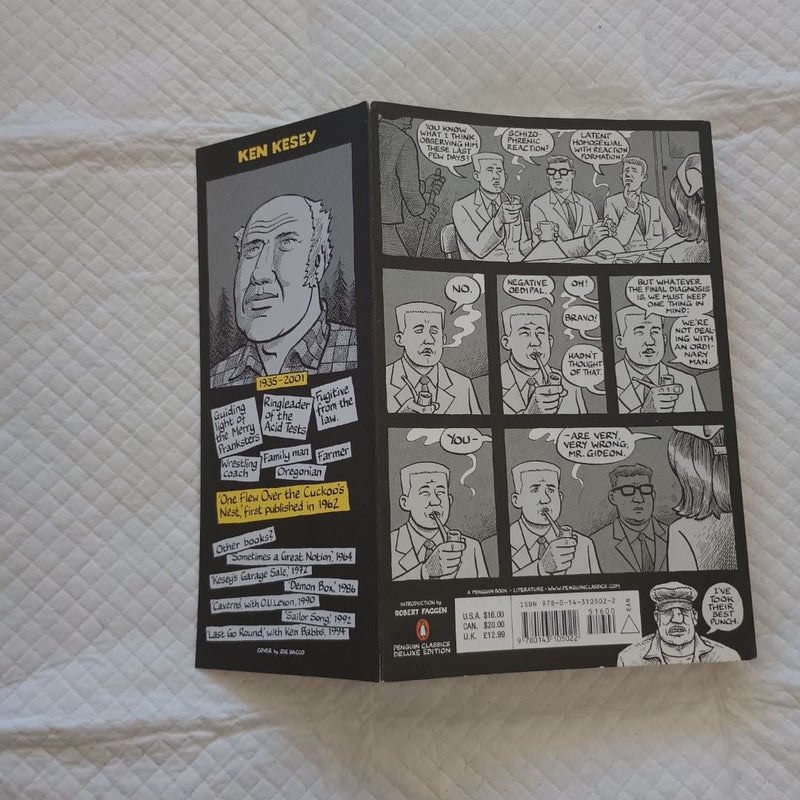 KEN KESEY
1935-2001
Guiding
light of
the Merry
Pranksters
Ringleader
of the
Acid Tests
Fugitive
from the
law.
Wrestling
coach
Family man
Farmer
Oregonian
'One Flew Over the Cuckoo's
Nest,' first published in 1962
Other books?
'Sometimes a Great Notion,' 1964
'Kesey's Garage Sale,' 1972
'Demon Box,' 1986
'Caverns,' with O.U. Levon, 1990
'Sailor Song,' 1992
'Last Go Round,' with Ken Babbs, 1994
COVER by JOE SACCO
YOU KNOW
WHAT I THINK
OBSERVING HIM
THESE LAST
FEW DAYS?
SCHIZO-
PHRENIC
REACTION?
LATENT
HOMOSEXUAL
WITH REACTION
FORMATION?
NO.
NEGATIVE
OEDIPAL.
OH!
BRAVO!
HADN'T
THOUGHT
OF THAT.
BUT WHATEVER
THE FINAL DIAGNOSIS
IS, WE MUST KEEP
ONE THING IN
MIND:
WE'RE
NOT DEAL-
ING WITH
AN ORDI-
NARY
MAN.
YOU-
-ARE VERY,
VERY WRONG,
MR. GIDEON.
A PENGUIN BOOK • LITERATURE • WWW.PENGUINCLASSICS.COM
INTRODUCTION by
ROBERT FAGGEN
PENGUIN CLASSICS
DELUXE EDITION
U.S.A. $16.00
CAN. $20.00
U.K. £12.99
ISBN 978-0-14-310502-2
51600
EAN
9 780143 105022
I'VE
TOOK
THEIR
BEST
PUNCH.